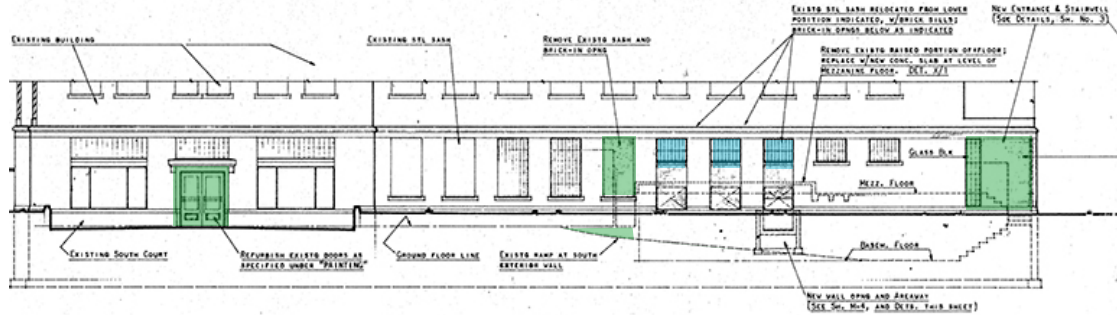 Existing building
Existing stl sash
Remove existg sash and
brick-in opng
Existg stl sash relocated from lower
position indicated, w/brick sills;
brick-in opngs below as indicated
Remove existg raised portion of floor;
replace w/new conc. slab at level of
mezzanine floor. Det. X/1
New Entrance & Stairwell
(See Details, Sh. No. 3)
Glass Blk
Mezz. Floor
Existing South Court
Refurbish existg doors as
specified under "Painting"
Ground floor line
Existg ramp at south
exterior wall
Basem. Floor
New wall opng and areaway
(See Sh. M-4, and Dets. this sheet)